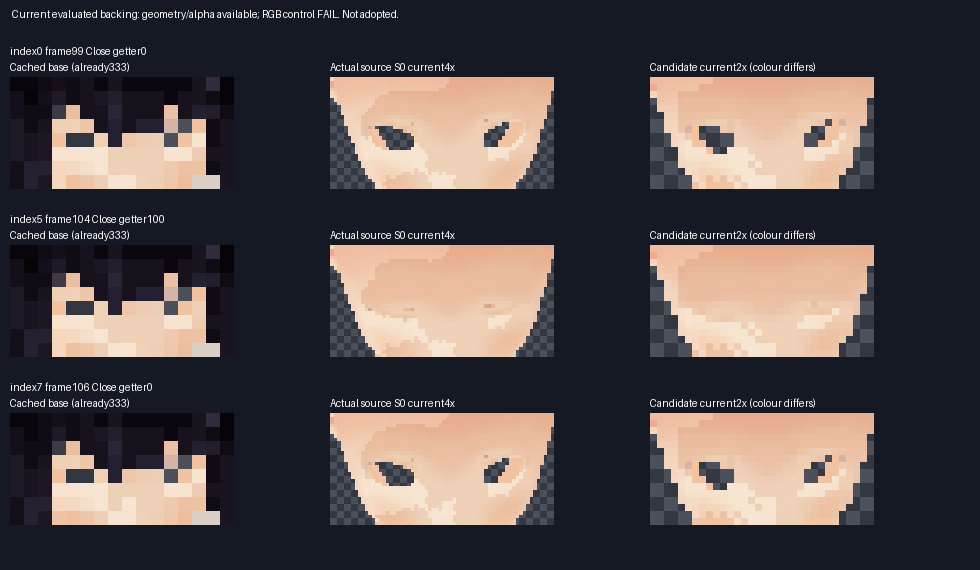 Current evaluated backing: geometry/alpha available; RGB control FAIL. Not adopted.
index0 frame99 Close getter0
Cached base (already333) Actual source S0 current4x Candidate current2x (colour differs)
index5 frame104 Close getter100
Cached base (already333) Actual source S0 current4x Candidate current2x (colour differs)
index7 frame106 Close getter0
Cached base (already333) Actual source S0 current4x Candidate current2x (colour differs)